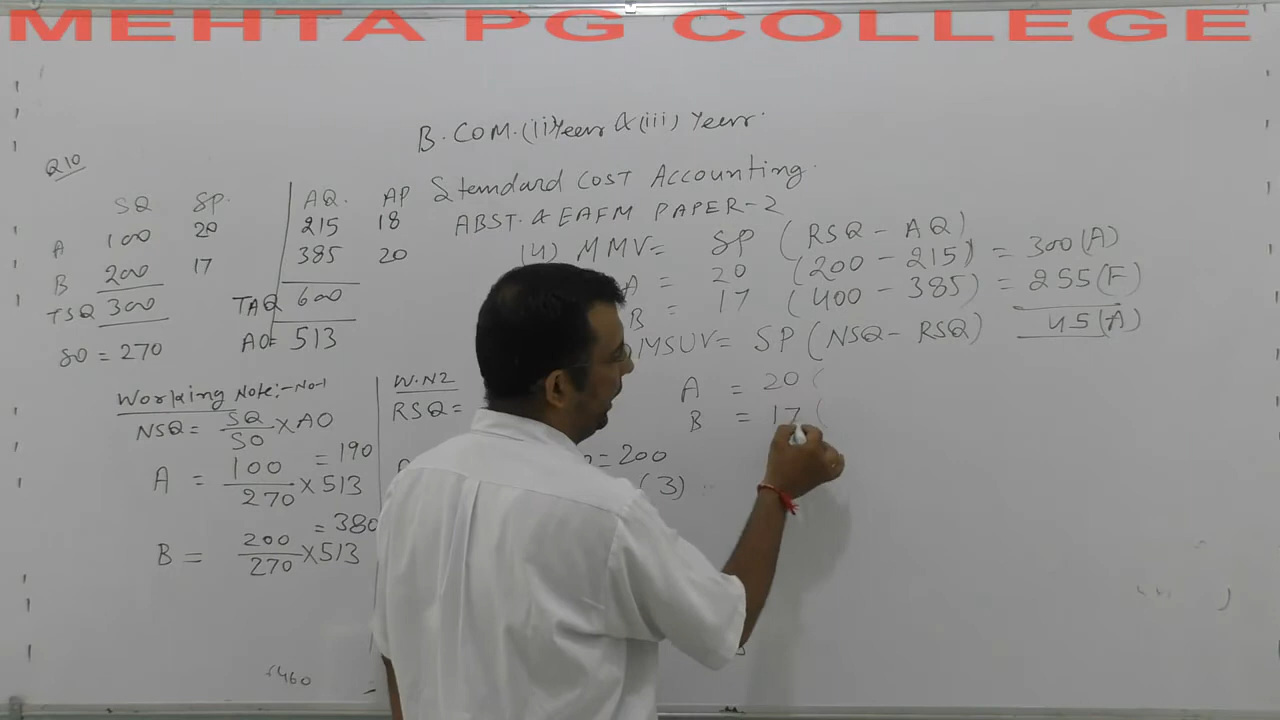 MEHTA PG COLLEGE
B.COM.(ii)Year & (iii) Year.
Q10
Standard COST Accounting.
ABST. & EAFM PAPER-2
SQ SP. AQ. AP
A 100 20 215 18
B 200 17 385 20
TSQ 300 TAQ 600
SO = 270 AO= 513
Working Note:-No-1
NSQ = SQ/SO × AO
A = 100/270 × 513 = 190
B = 200/270 × 513 = 380
W.N2
RSQ=
=200
(3)
(4) MMV= SP (RSQ - AQ)
A = 20 (200 - 215) = 300(A)
B = 17 (400 - 385) = 255(F)
45(A)
MSUV= SP (NSQ - RSQ)
A = 20 (
B = 17 (